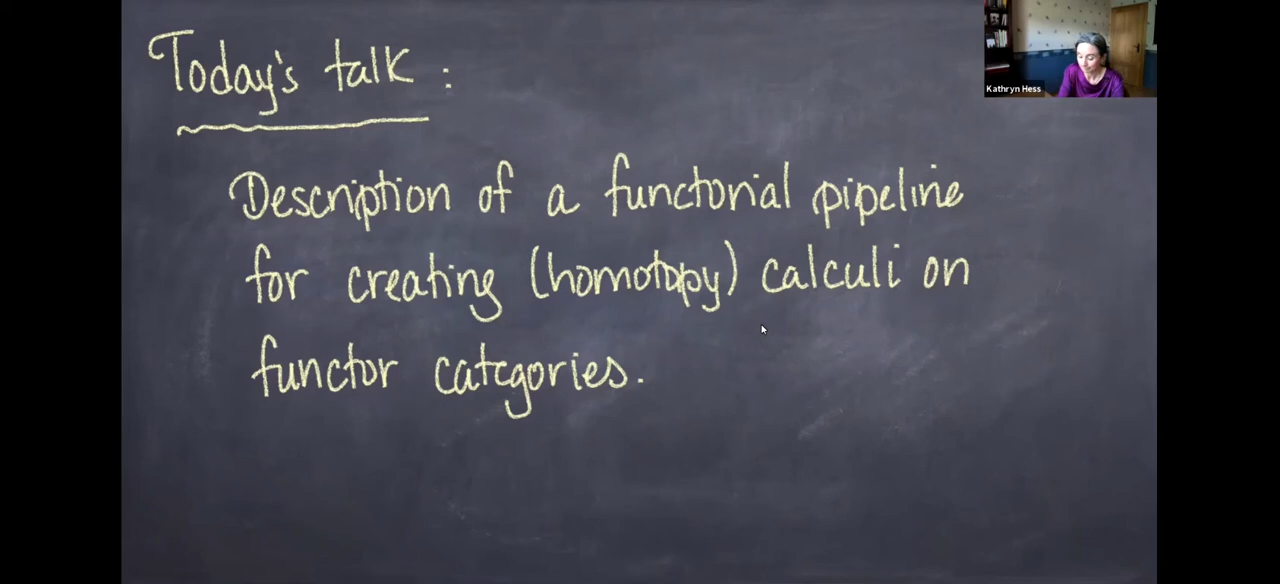 Today's talk :
Kathryn Hess
Description of a functorial pipeline
for creating (homotopy) calculi on
functor categories.